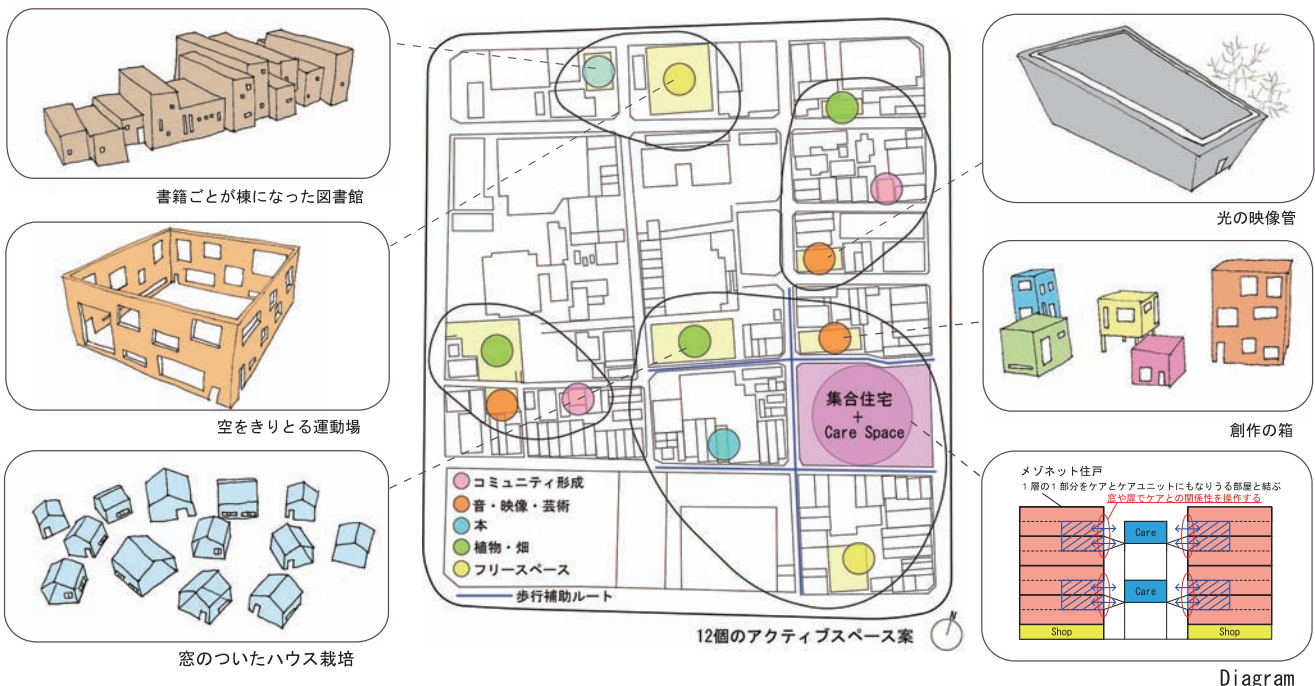 書籍ごとが棟になった図書館
空をきりとる運動場
窓のついたハウス栽培
集合住宅
+
Care Space
コミュニティ形成
音・映像・芸術
本
植物・畑
フリースペース
歩行補助ルート
12個のアクティブスペース案
N
光の映像管
創作の箱
メゾネット住戸
1層の1部分をケアとケアユニットにもなりうる部屋と結ぶ
窓や扉でケアとの関係性を操作する
Care
Care
Shop
Shop
Diagram